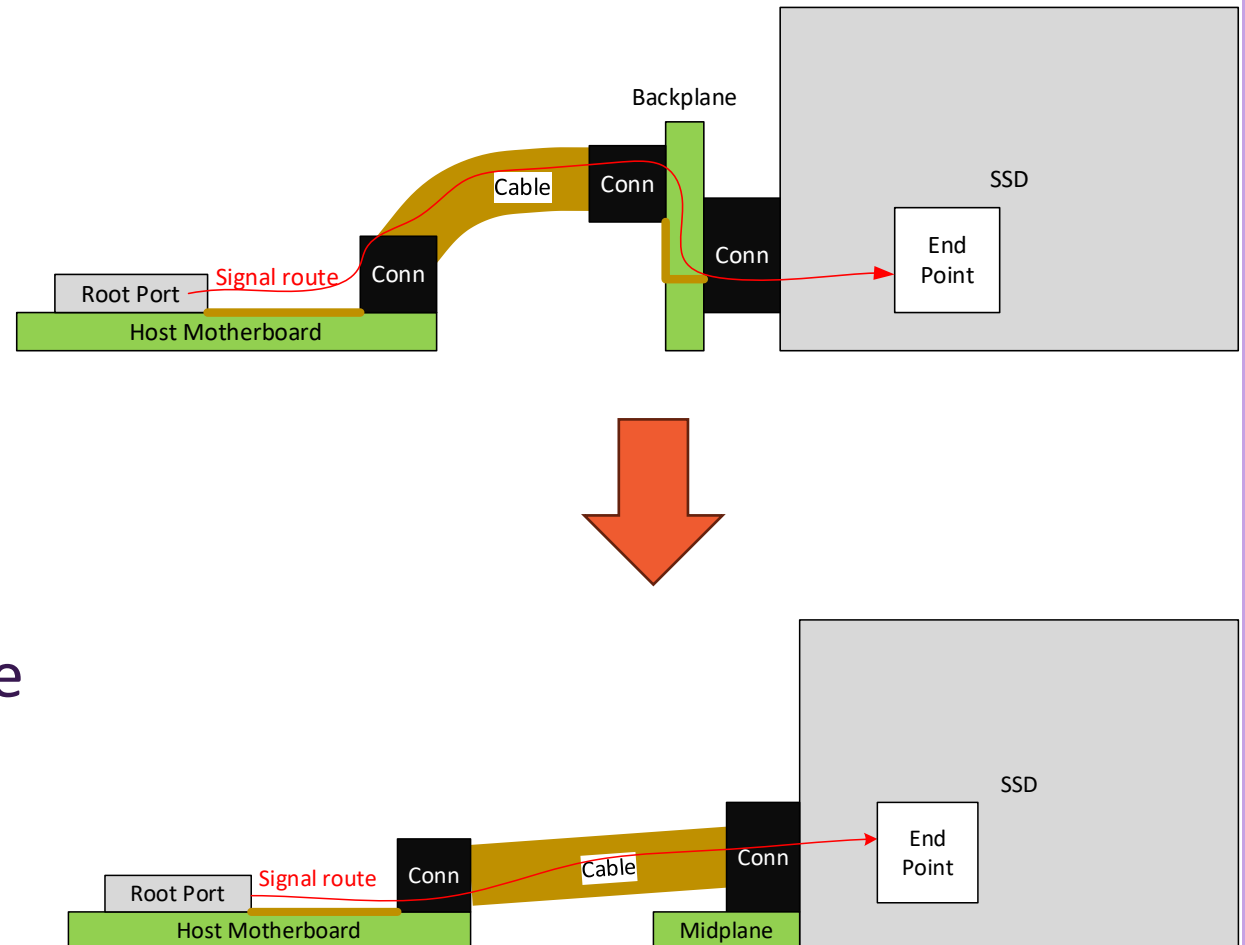 Backplane
SSD
Cable
Conn
End
Point
Conn
Conn
Signal route
Root Port
Host Motherboard
e
SSD
End
Point
Conn
Cable
Conn
Signal route
Root Port
Host Motherboard
Midplane